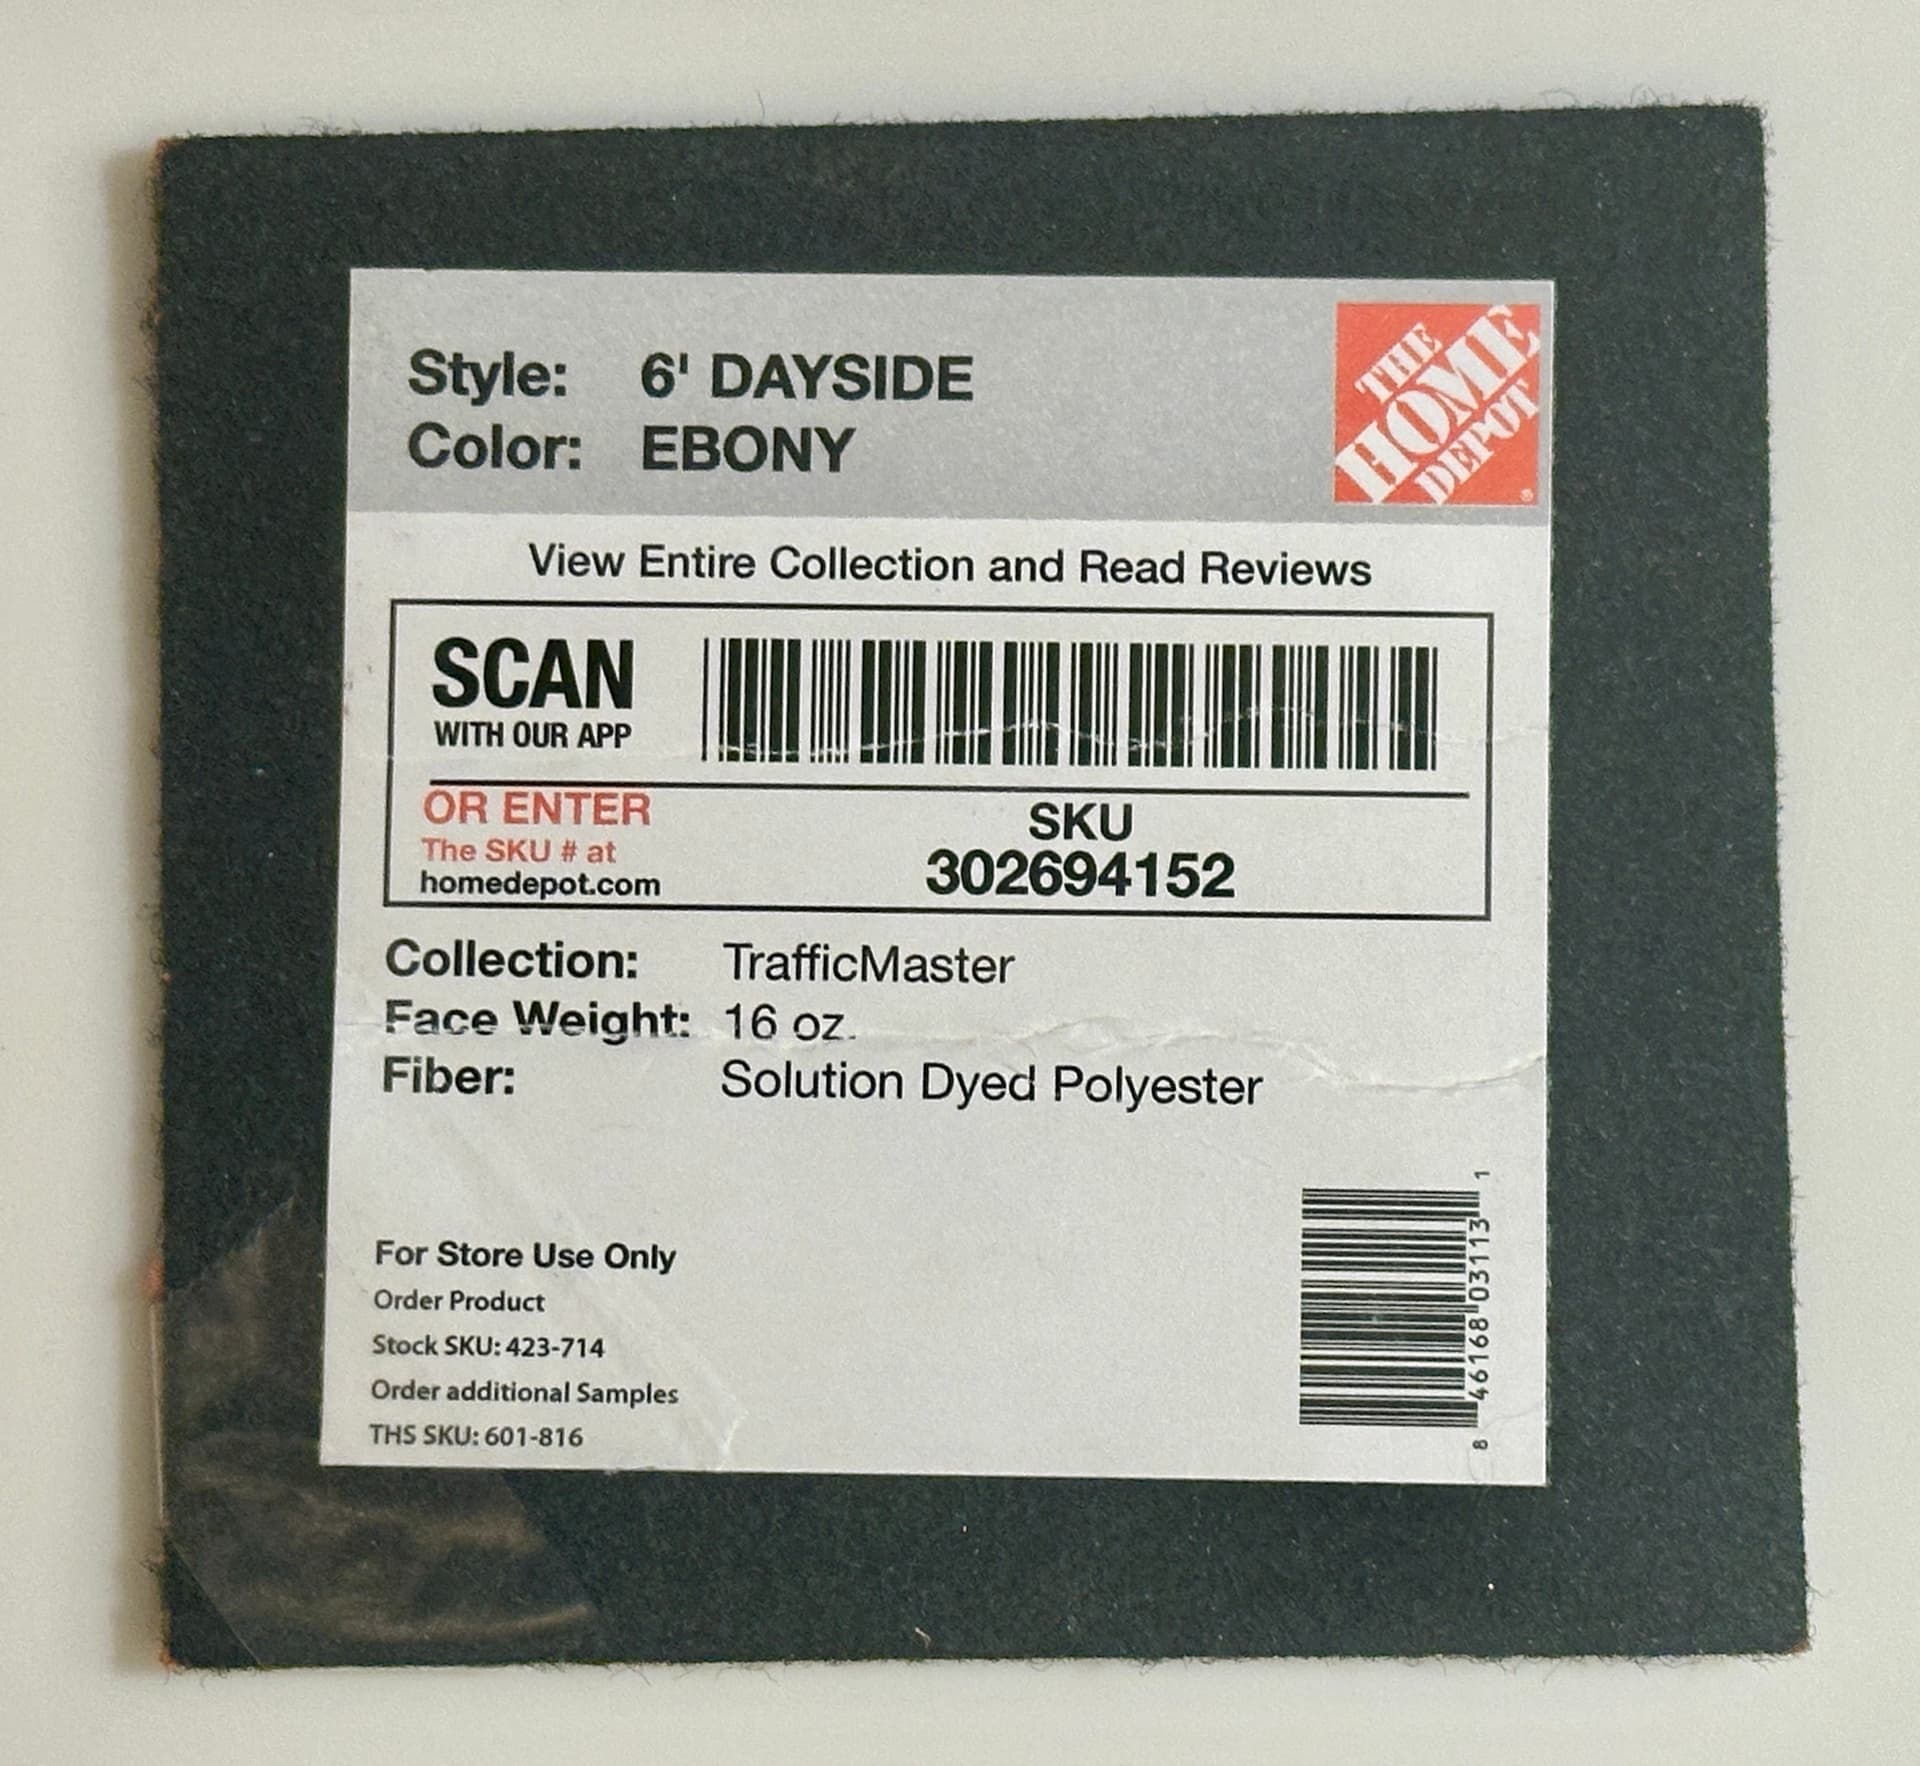 Style: 6' DAYSIDE
Color: EBONY
THE
HOME
DEPOT
®
View Entire Collection and Read Reviews
SCAN
WITH OUR APP
OR ENTER
The SKU # at
homedepot.com
SKU
302694152
Collection: TrafficMaster
Face Weight: 16 oz.
Fiber: Solution Dyed Polyester
For Store Use Only
Order Product
Stock SKU: 423-714
Order additional Samples
THS SKU: 601-816
8 46168 03113 1